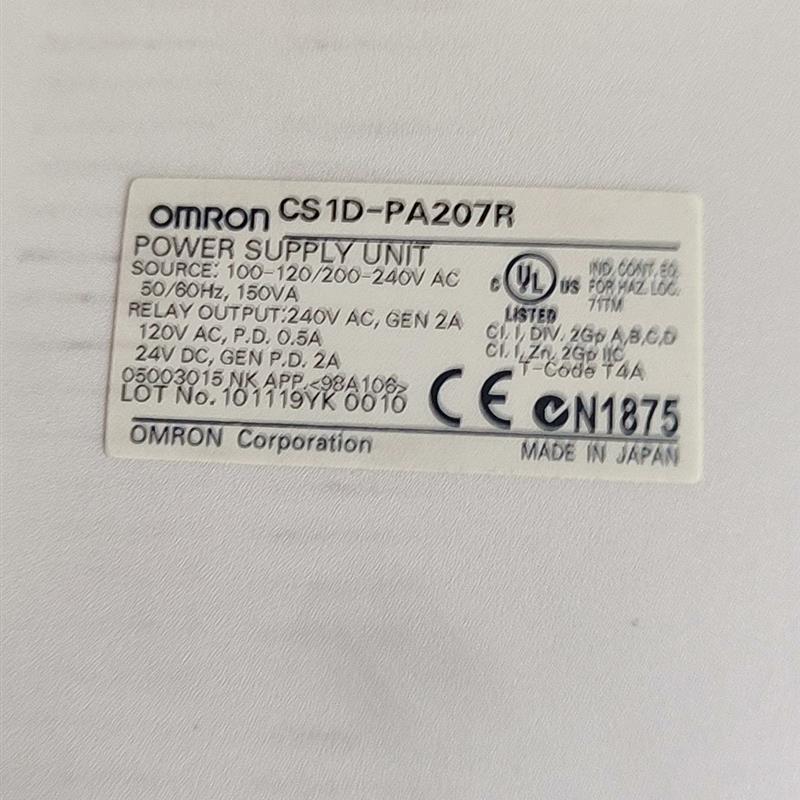 OMRON CS1D-PA207R
POWER SUPPLY UNIT
SOURCE: 100-120/200-240V AC
50/60Hz, 150VA
RELAY OUTPUT:240V AC, GEN 2A
120V AC, P.D. 0.5A
24V DC, GEN P.D. 2A
05003015 NK APP.<98A106>
LOT No. 101119YK 0010
C UL US
LISTED
IND. CONT. EQ.
FOR HAZ. LOC.
71TM
Cl. I, DIV. 2Gp A,B,C,D
Cl. I, Zn. 2Gp IIC
T-Code T4A
CE N1875
OMRON Corporation
MADE IN JAPAN